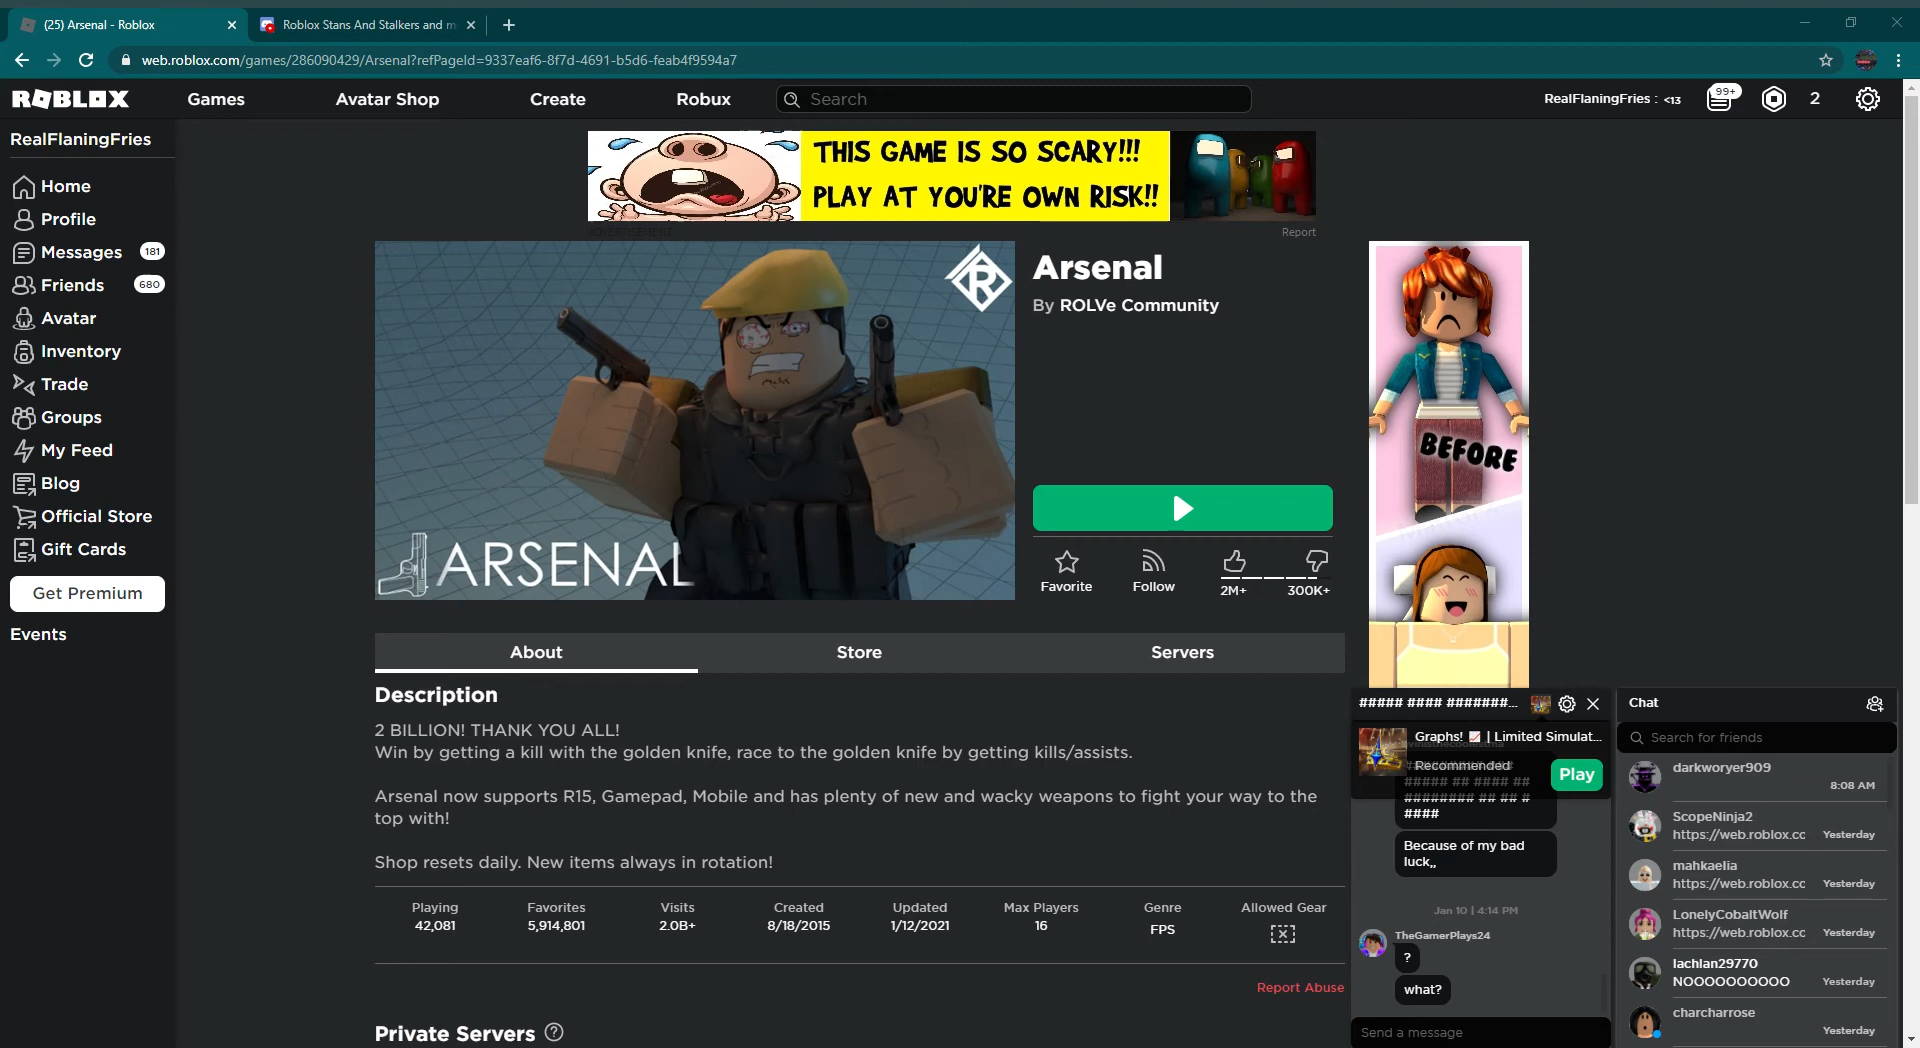 (25) Arsenal - Roblox
Roblox Stans And Stalkers and m
web.roblox.com/games/286090429/Arsenal?refPageId=9337eaf6-8f7d-4691-b5d6-feab4f9594a7
ROBLOX
Games
Avatar Shop
Create
Robux
Search
RealFlaningFries : <13
99+
2
RealFlaningFries
Home
Profile
Messages 181
Friends 680
Avatar
Inventory
Trade
Groups
My Feed
Blog
Official Store
Gift Cards
Get Premium
Events
THIS GAME IS SO SCARY!!!
PLAY AT YOU'RE OWN RISK!!
ADVERTISEMENT
Report
ARSENAL
Arsenal
By ROLVe Community
Favorite
Follow
2M+
300K+
BEFORE
About
Store
Servers
Description
2 BILLION! THANK YOU ALL!
Win by getting a kill with the golden knife, race to the golden knife by getting kills/assists.
Arsenal now supports R15, Gamepad, Mobile and has plenty of new and wacky weapons to fight your way to the
top with!
Shop resets daily. New items always in rotation!
Playing
42,081
Favorites
5,914,801
Visits
2.0B+
Created
8/18/2015
Updated
1/12/2021
Max Players
16
Genre
FPS
Allowed Gear
Report Abuse
Private Servers
##### #### #######...
Graphs! | Limited Simulat...
Recommended
Play
##### ## #### ##
######## ## ## #
####
Because of my bad
luck,,
Jan 10 | 4:14 PM
TheGamerPlays24
?
what?
Send a message
Chat
Search for friends
darkworyer909
8:08 AM
ScopeNinja2
https://web.roblox.cc Yesterday
mahkaelia
https://web.roblox.cc Yesterday
LonelyCobaltWolf
https://web.roblox.cc Yesterday
lachlan29770
NOOOOOOOOOO Yesterday
charcharrose
Yesterday